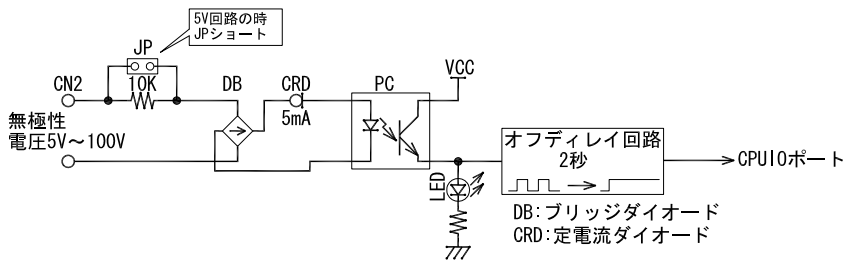 5V回路の時
JPショート
JP
VCC
CN2
10K
DB
CRD
PC
5mA
無極性
電圧5V～100V
オフディレイ回路
2秒
CPUIOポート
LED
DB:ブリッジダイオード
CRD:定電流ダイオード